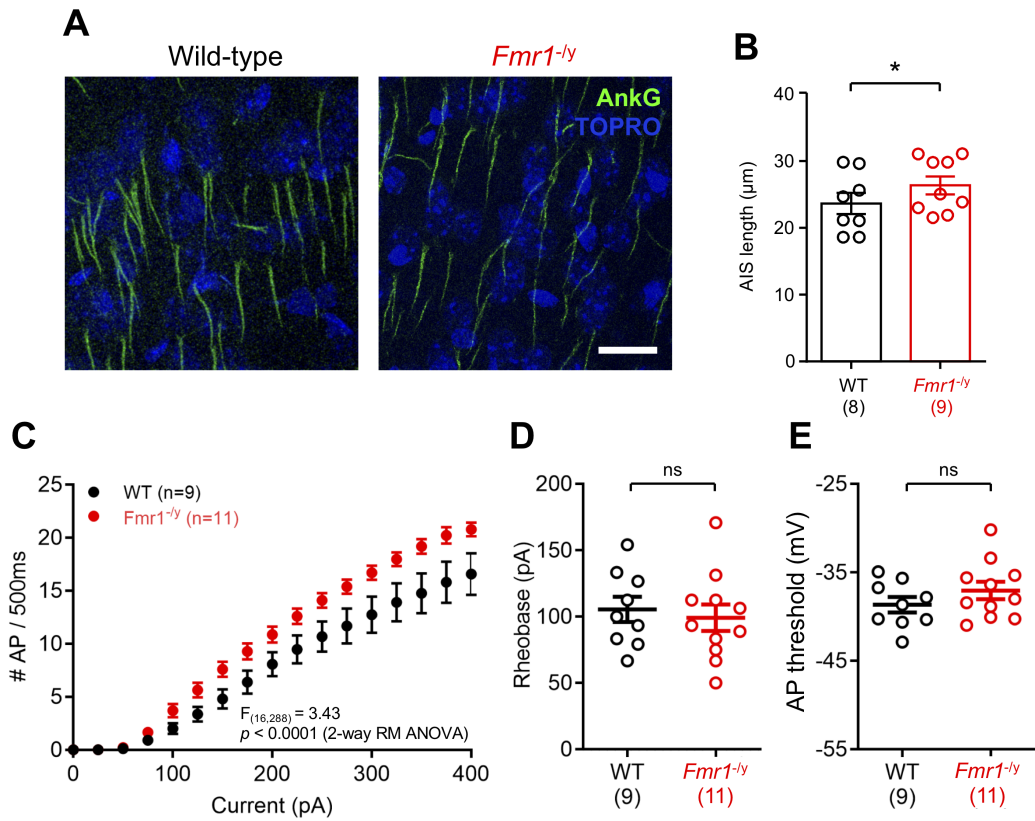 A
Wild-type
Fmr1-/y
AnkG
TOPRO
B
*
40
30
20
10
0
AIS length (µm)
WT
(8)
Fmr1-/y
(9)
C
WT (n=9)
Fmr1-/y (n=11)
25
20
15
10
5
0
# AP / 500ms
F(16,288) = 3.43
p < 0.0001 (2-way RM ANOVA)
0
100
200
300
400
Current (pA)
D
ns
200
150
100
50
0
Rheobase (pA)
WT
(9)
Fmr1-/y
(11)
E
ns
-25
-35
-45
-55
AP threshold (mV)
WT
(9)
Fmr1-/y
(11)